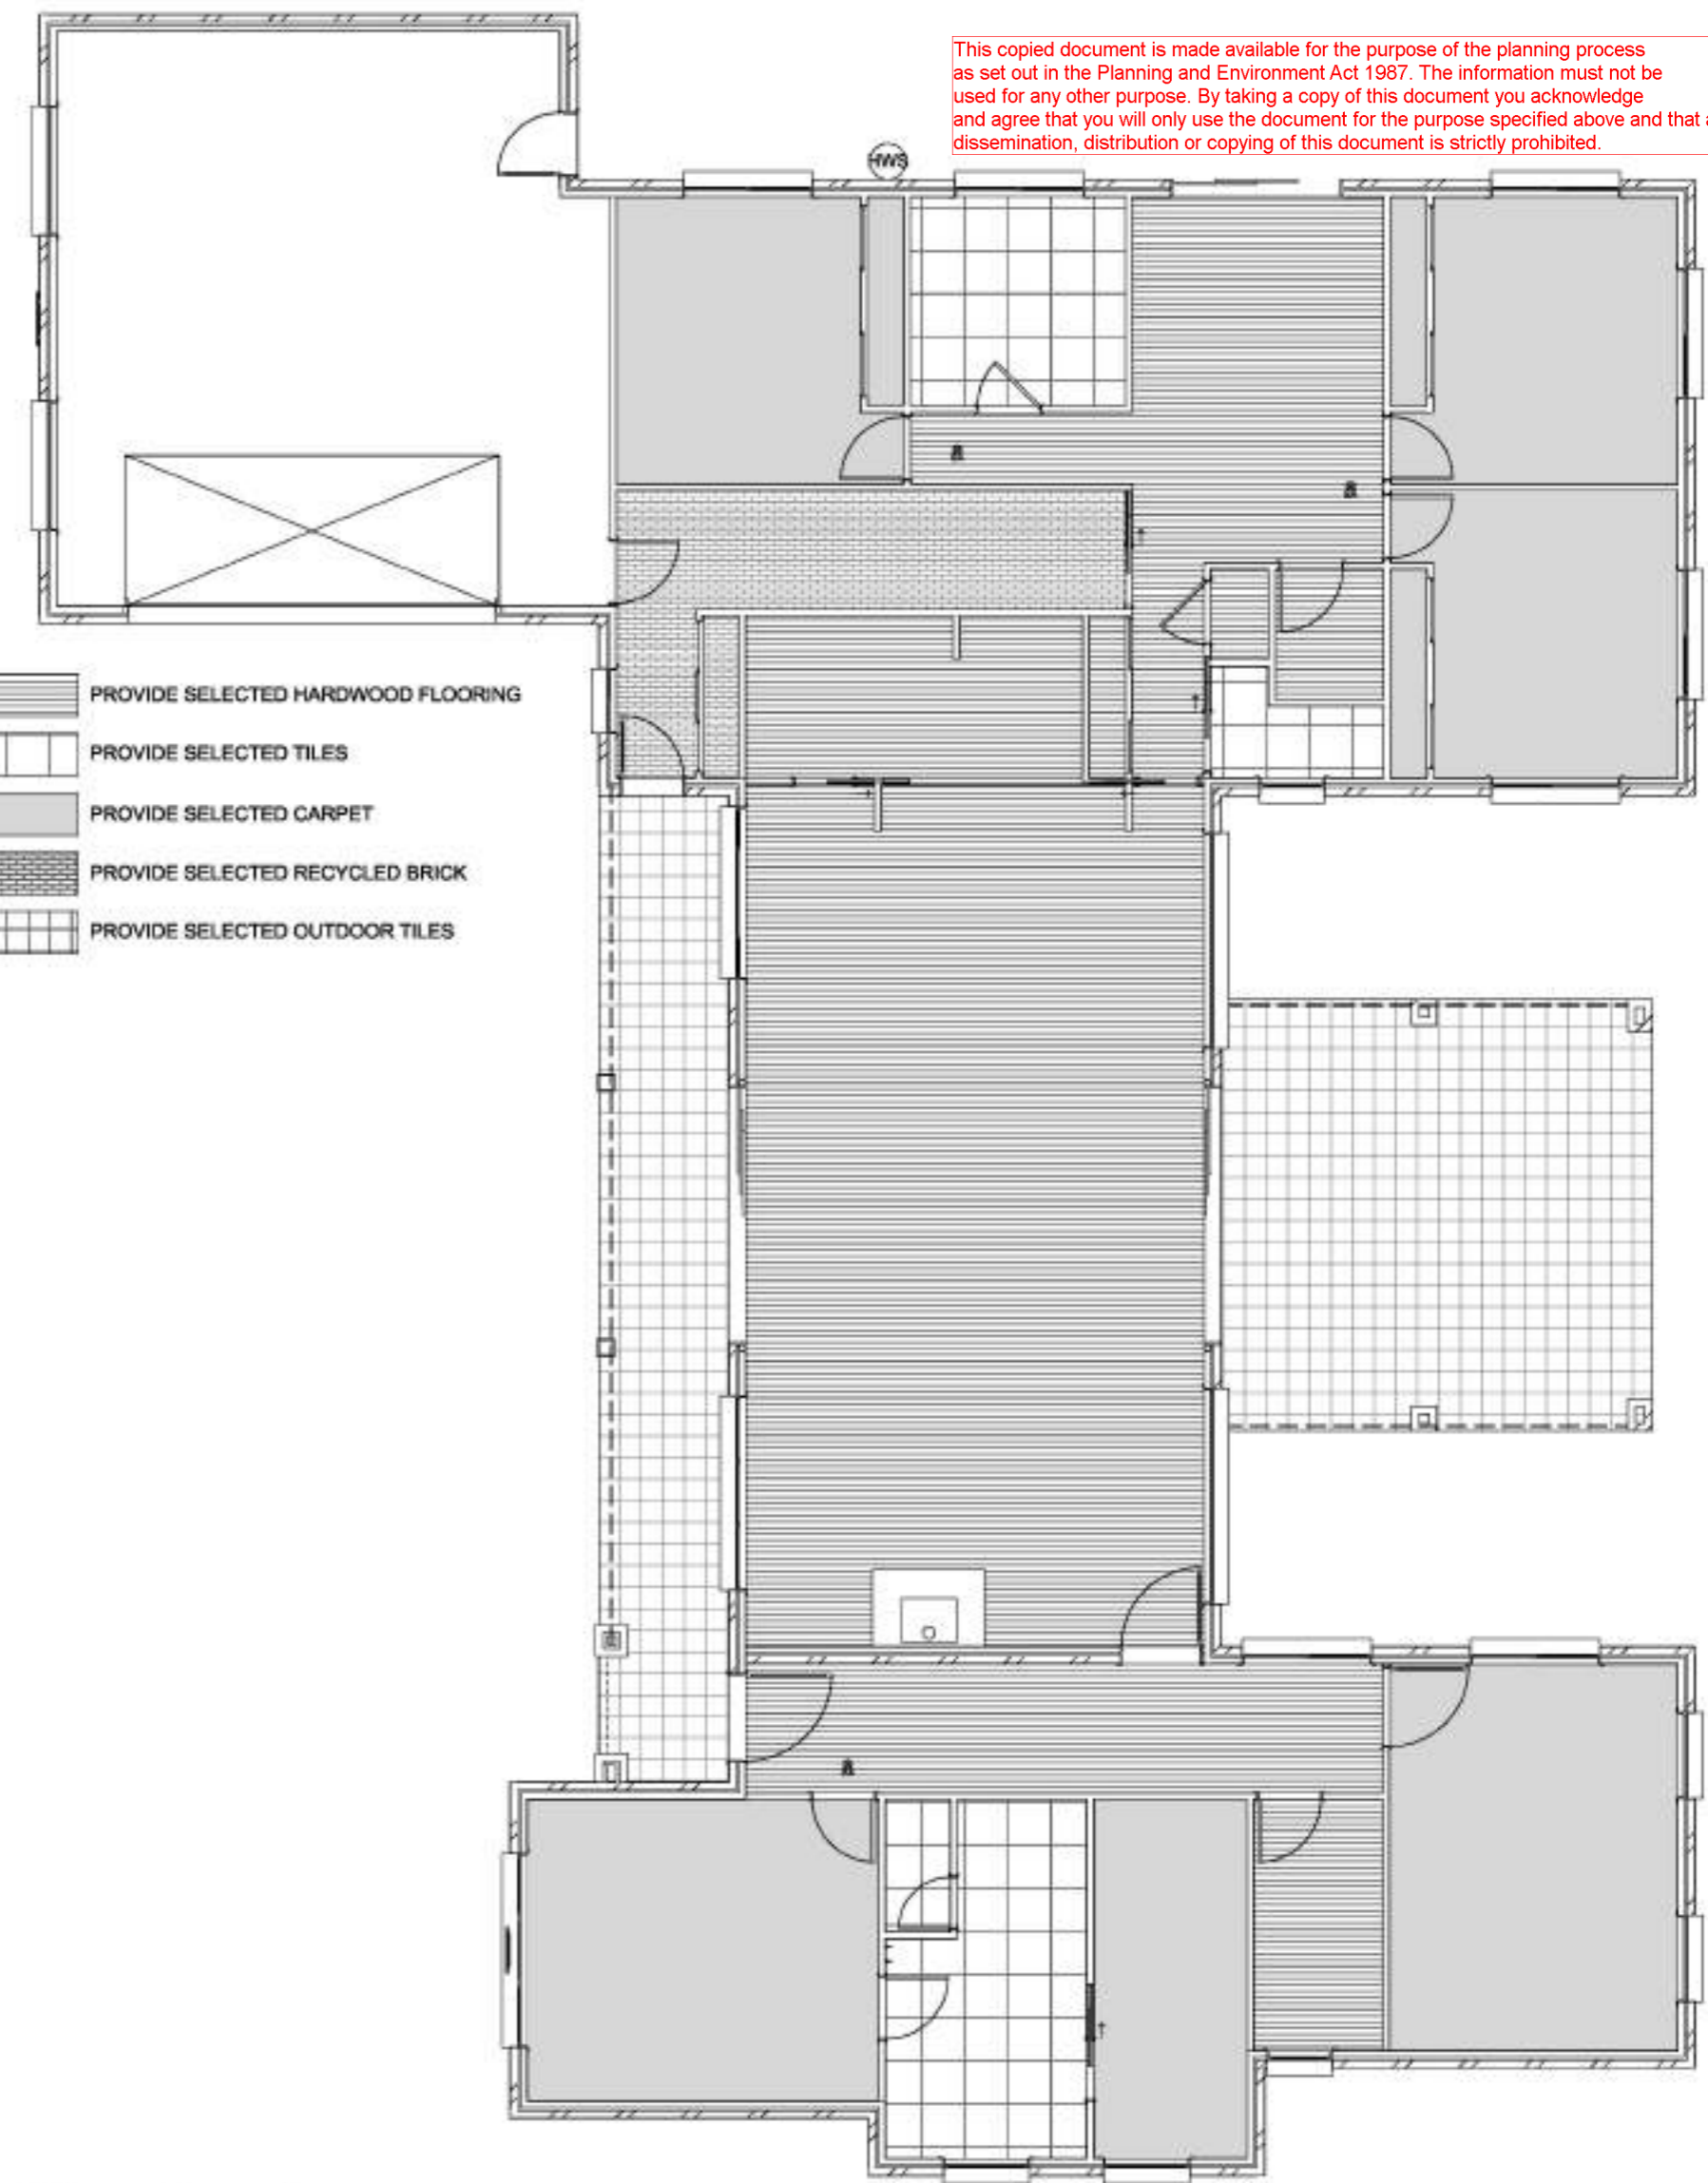 This copied document is made available for the purpose of the planning process
as set out in the Planning and Environment Act 1987. The information must not be
used for any other purpose. By taking a copy of this document you acknowledge
and agree that you will only use the document for the purpose specified above and that
dissemination, distribution or copying of this document is strictly prohibited.
HWS
PROVIDE SELECTED HARDWOOD FLOORING
PROVIDE SELECTED TILES
PROVIDE SELECTED CARPET
PROVIDE SELECTED RECYCLED BRICK
PROVIDE SELECTED OUTDOOR TILES